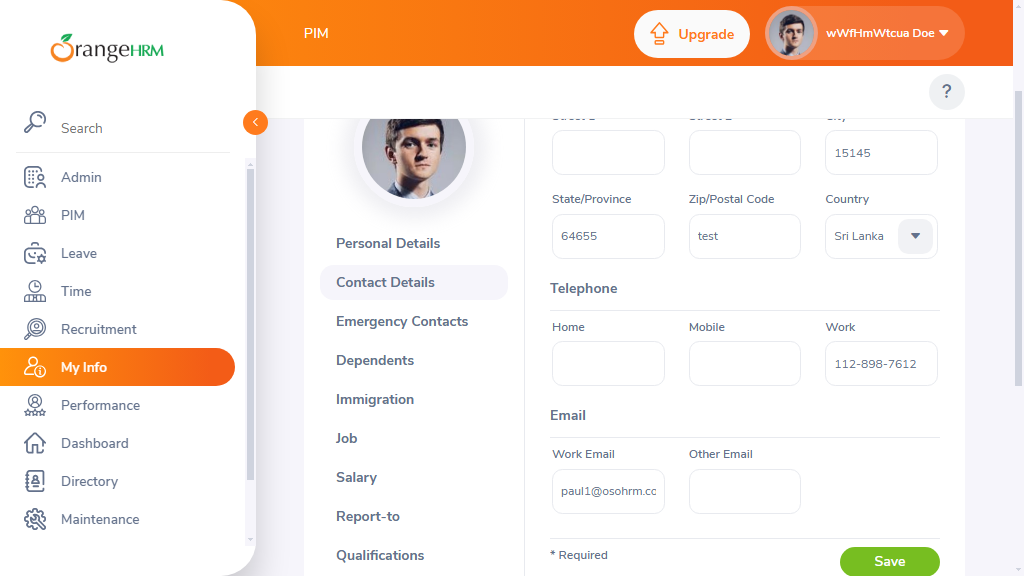 OrangeHRM
PIM
Upgrade
wWfHmWtcua Doe
?
Search
Admin
PIM
Leave
Time
Recruitment
My Info
Performance
Dashboard
Directory
Maintenance
Personal Details
Contact Details
Emergency Contacts
Dependents
Immigration
Job
Salary
Report-to
Qualifications
15145
State/Province Zip/Postal Code Country
64655 test Sri Lanka
Telephone
Home Mobile Work
112-898-7612
Email
Work Email Other Email
paul1@osohrm.cc
* Required
Save